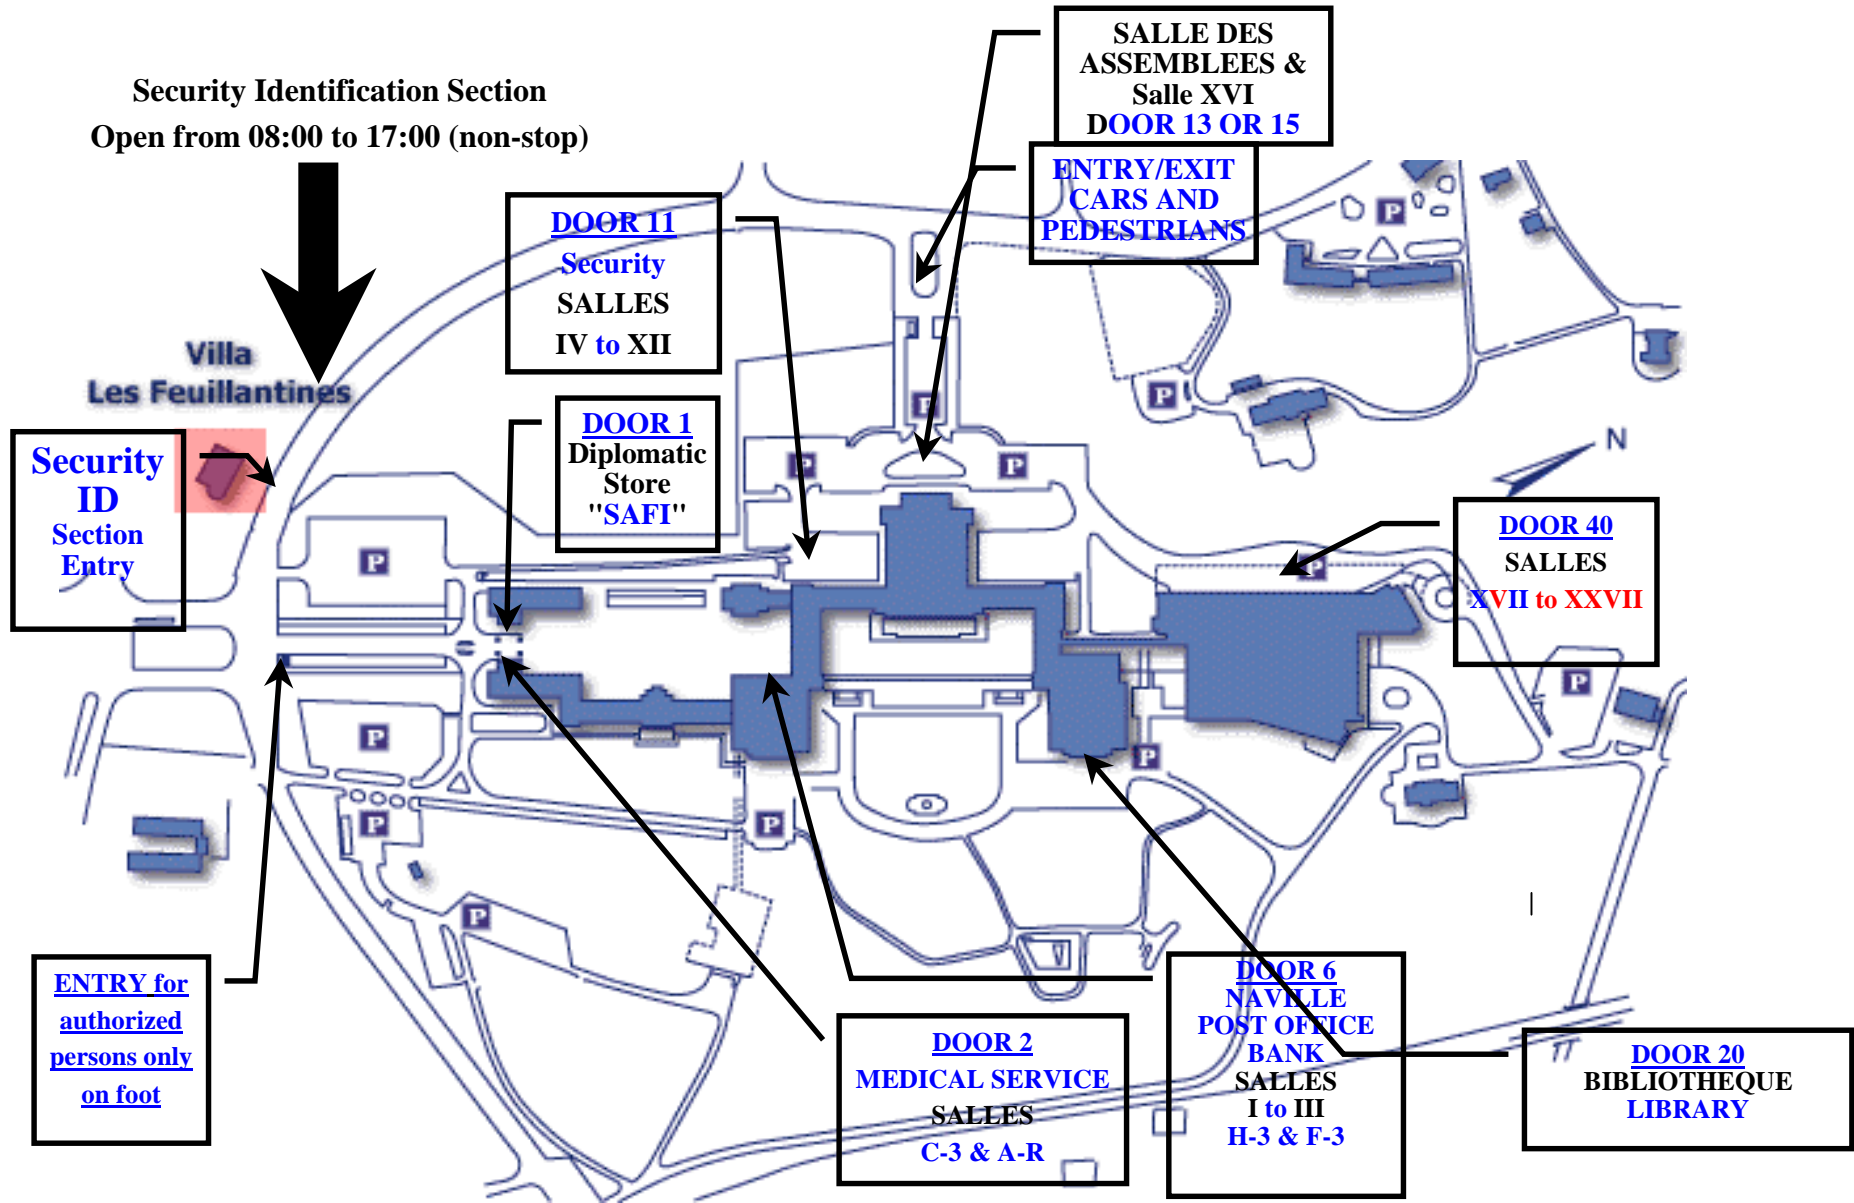 SALLE DES
ASSEMBLEES &
Salle XVI
DOOR 13 OR 15
Security Identification Section
Open from 08:00 to 17:00 (non-stop)
ENTRY/EXIT
CARS AND
PEDESTRIANS
DOOR 11
Security
SALLES
IV to XII
Villa
Les Feuillantines
DOOR 1
Diplomatic
Store
"SAFI"
Security
ID
Section
Entry
N
DOOR 40
SALLES
XVII to XXVII
P
P
P
P
P
P
P
P
P
P
P
P
P
ENTRY for
authorized
persons only
on foot
DOOR 2
MEDICAL SERVICE
SALLES
C-3 & A-R
DOOR 6
NAVILLE
POST OFFICE
BANK
SALLES
I to III
H-3 & F-3
DOOR 20
BIBLIOTHEQUE
LIBRARY